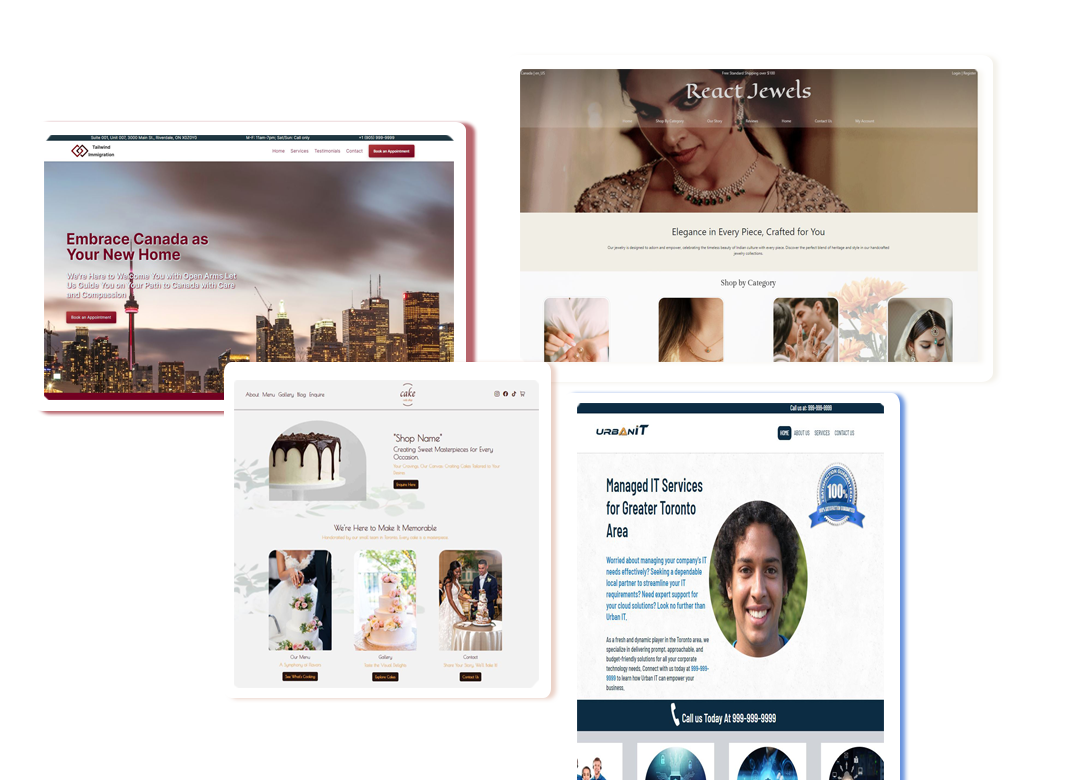 Suite 001, Unit 007, 3000 Main St., Riverdale, ON X0Z0Y0
M-F: 11am-7pm; Sat/Sun: Call only
+1 (905) 999-9999
Tailwind
Immigration
Home Services Testimonials Contact Book an Appointment
Embrace Canada as
Your New Home
We're Here to Welcome You with Open Arms Let
Us Guide You on Your Path to Canada with Care
and Compassion
Book an Appointment
Free Standard Shipping over $100
Login | Register
React Jewels
Home Shop By Category Our Story Reviews Home Contact Us My Account
Elegance in Every Piece, Crafted for You
Our jewelry is designed to adorn and empower, celebrating the timeless beauty of Indian culture with every piece. Discover the perfect blend of heritage and style in our handcrafted
jewelry collections.
Shop by Category
About Menu Gallery Blog Enquire
cake
"Shop Name"
Creating Sweet Masterpieces for Every
Occasion.
Your Cravings, Our Canvas: Creating Cakes Tailored to Your
Desires
Enquire Here
We're Here to Make It Memorable
Handcrafted by our small team in Toronto, Every cake is a masterpiece
Our Menu
A Symphony of Flavors
See What's Cooking
Gallery
Taste the Visual Delights
Explore Cakes
Contact
Share Your Story, We'll Bake It
Contact Us
Call us at: 999-999-9999
URBANIT
HOME ABOUT US SERVICES CONTACT US
100%
Managed IT Services
for Greater Toronto
Area
Worried about managing your company's IT
needs effectively? Seeking a dependable
local partner to streamline your IT
requirements? Need expert support for
your cloud solutions? Look no further than
Urban IT.
As a fresh and dynamic player in the Toronto area, we
specialize in delivering prompt, approachable, and
budget-friendly solutions for all your corporate
technology needs. Connect with us today at 999-999-
9999 to learn how Urban IT can empower your
business.
Call us Today At 999-999-9999